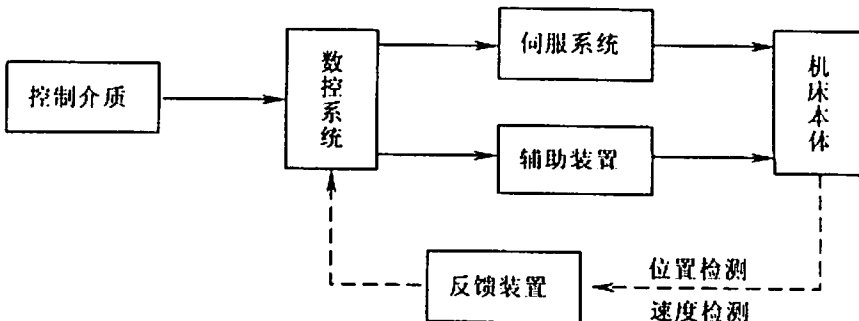 伺服系统
数控系统
机床本体
控制介质
辅助装置
位置检测
反馈装置
速度检测